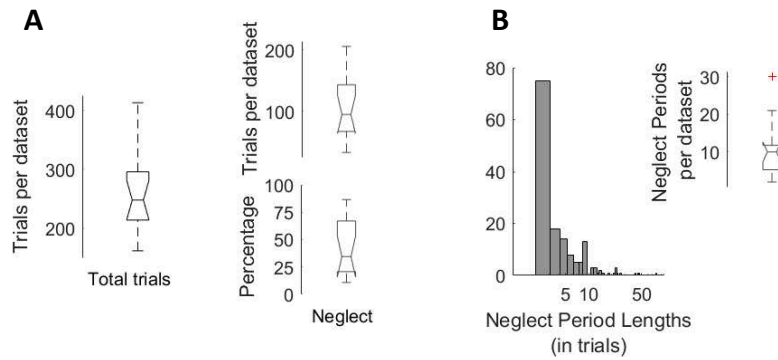 A
Trials per dataset
400
300
200
Total trials
Trials per dataset
200
100
Percentage
100
75
50
25
0
Neglect
B
80
60
40
20
0
5 10 50
Neglect Period Lengths
(in trials)
Neglect Periods
per dataset
30
20
10